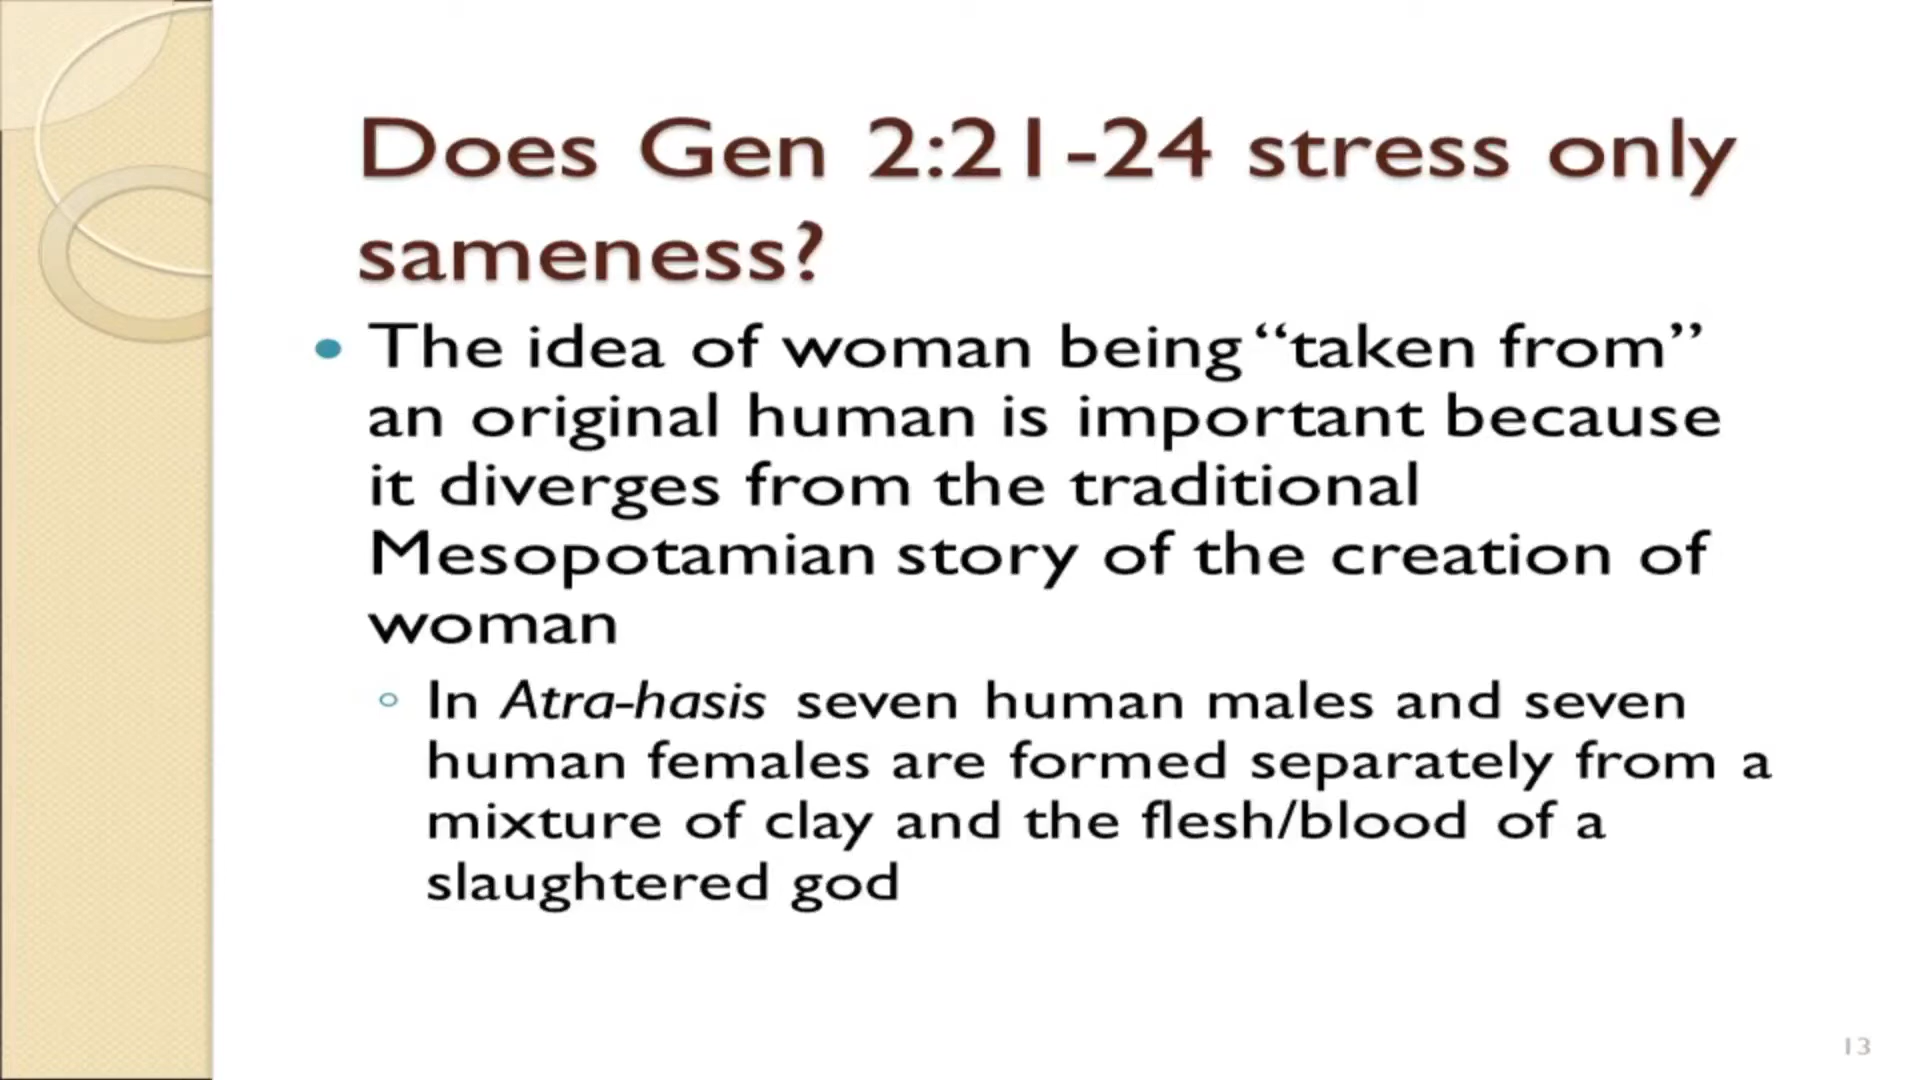 Does Gen 2:21-24 stress only
sameness?
• The idea of woman being “taken from”
an original human is important because
it diverges from the traditional
Mesopotamian story of the creation of
woman
◦ In Atra-hasis seven human males and seven
human females are formed separately from a
mixture of clay and the flesh/blood of a
slaughtered god
13